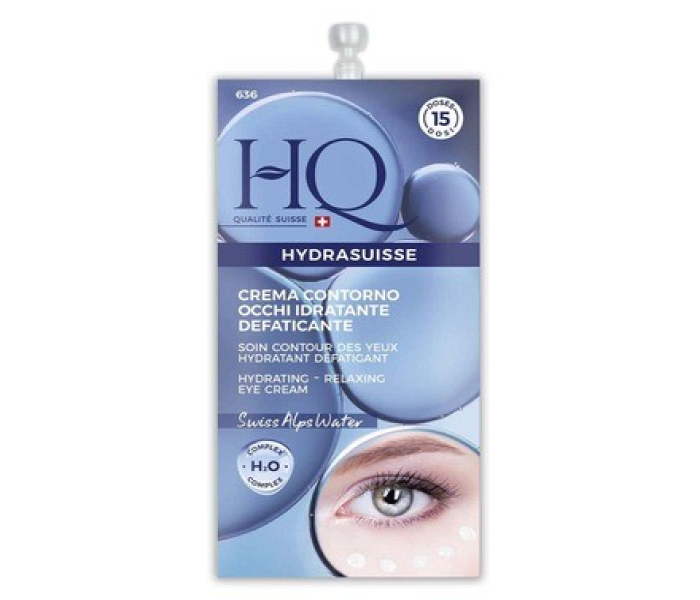 636
DOSES
15
DOSI
HQ
QUALITÉ SUISSE
HYDRASUISSE
CREMA CONTORNO
OCCHI IDRATANTE
DEFATICANTE
SOIN CONTOUR DES YEUX
HYDRATANT DÉFATIGANT
HYDRATING - RELAXING
EYE CREAM
Swiss Alps Water
COMPLEX
• H₂O •
COMPLEX